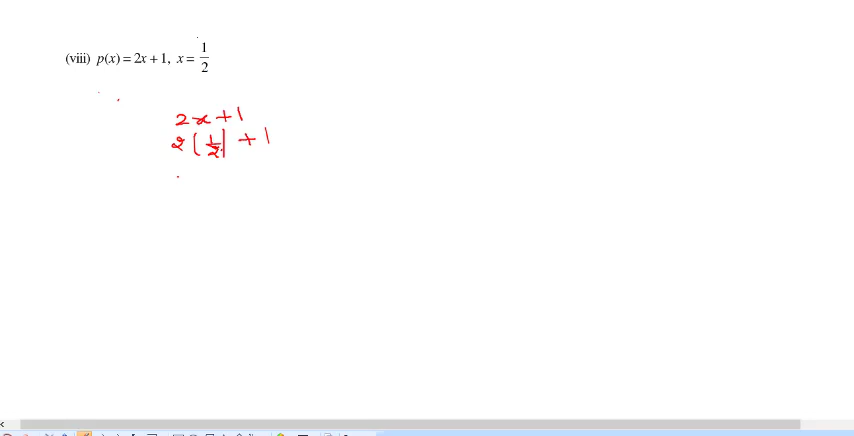 (viii) p(x) = 2x + 1, x = 1/2
2x + 1
2 ( 1/2 ) + 1